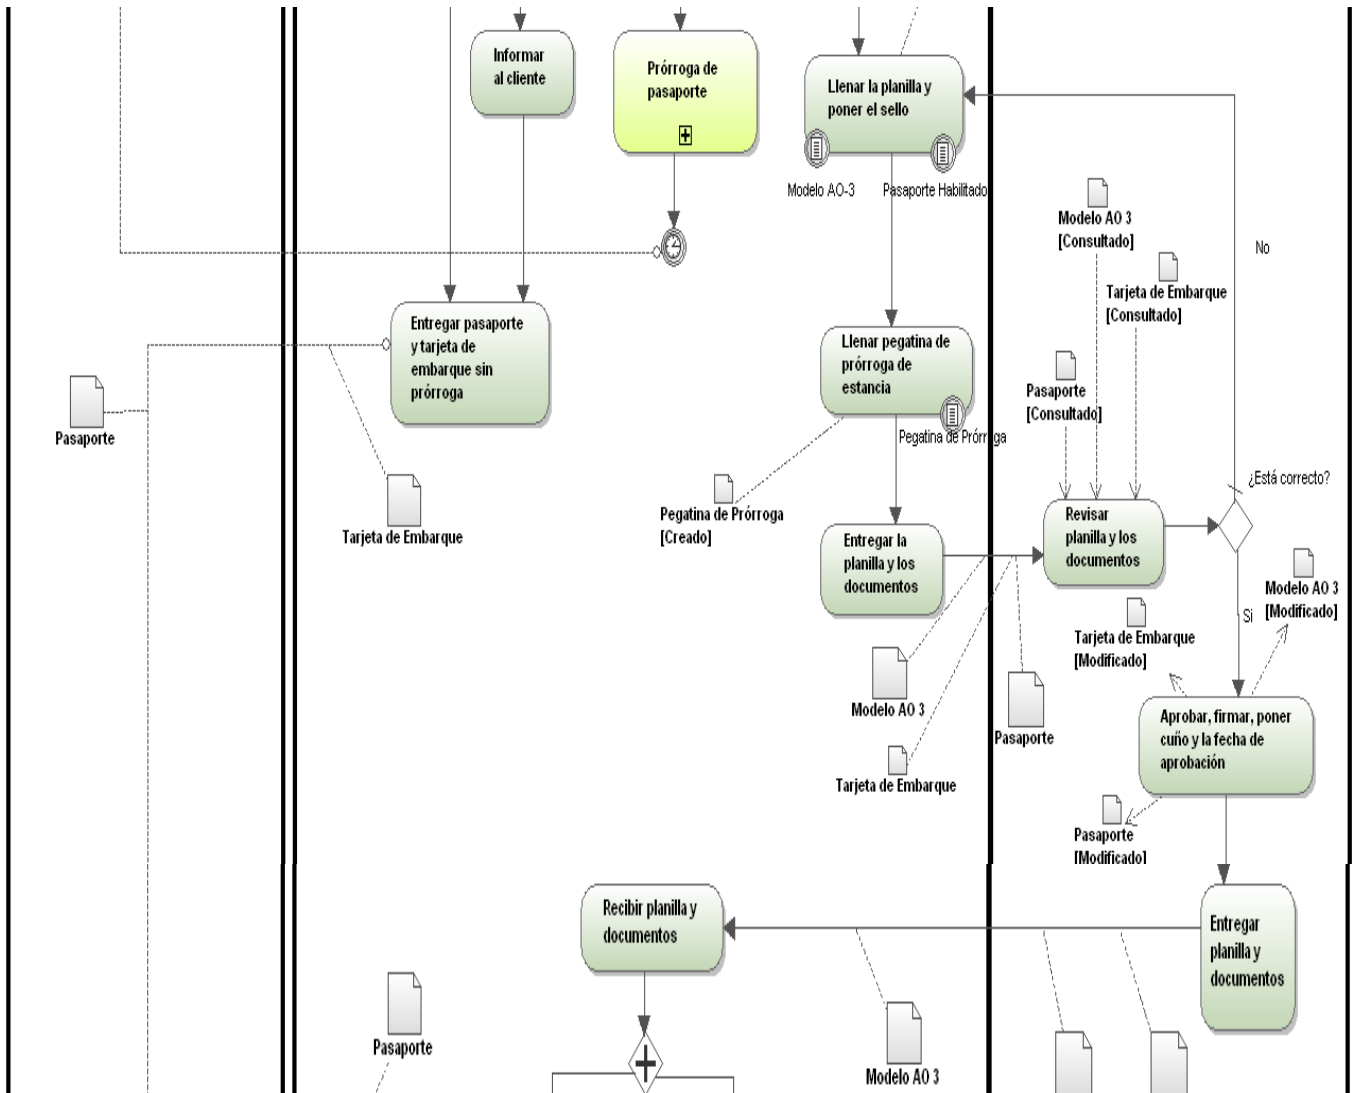 Informar
al cliente
Prórroga de
pasaporte
Llenar la planilla y
poner el sello
Modelo AO-3
Pasaporte Habilitado
Modelo AO 3
[Consultado]
No
Tarjeta de Embarque
[Consultado]
Entregar pasaporte
y tarjeta de
embarque sin
prórroga
Llenar pegatina de
prórroga de
estancia
Pasaporte
[Consultado]
Pasaporte
Pegatina de Prórroga
¿Está correcto?
Pegatina de Prórroga
[Creado]
Tarjeta de Embarque
Revisar
planilla y los
documentos
Entregar la
planilla y los
documentos
Modelo AO 3
[Modificado]
Si
Tarjeta de Embarque
[Modificado]
Modelo AO 3
Pasaporte
Aprobar, firmar, poner
cuño y la fecha de
aprobación
Tarjeta de Embarque
Pasaporte
[Modificado]
Recibir planilla y
documentos
Entregar
planilla y
documentos
Pasaporte
Modelo AO 3